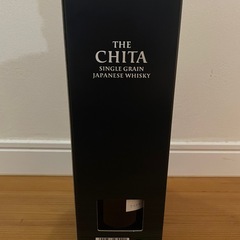 THE
CHITA
SINGLE GRAIN
JAPANESE WHISKY